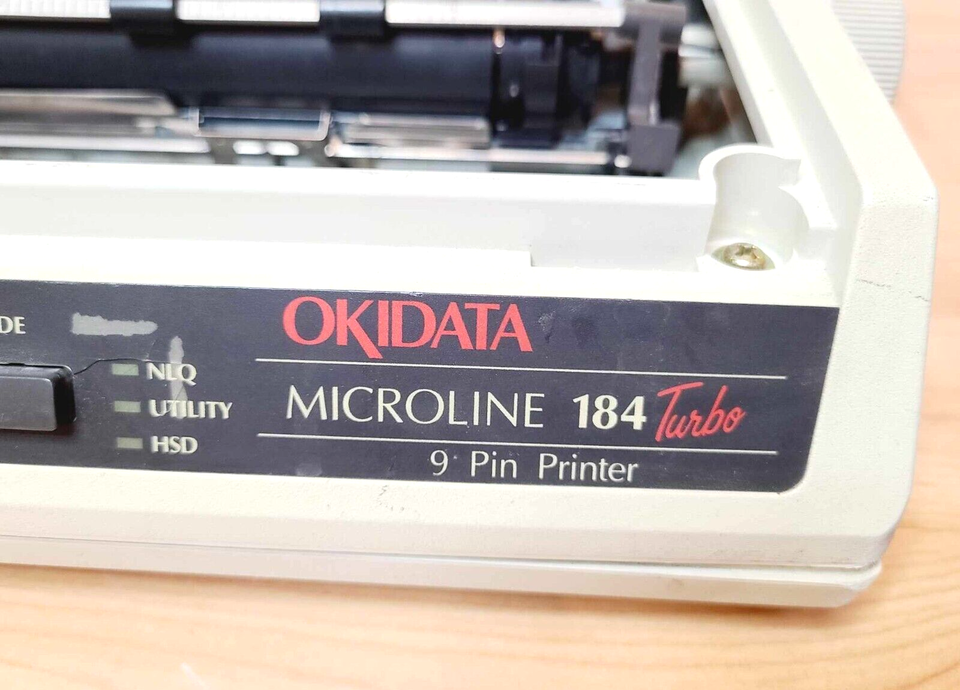 DE
NLQ
UTILITY
HSD
OKIDATA
MICROLINE 184 Turbo
9 Pin Printer